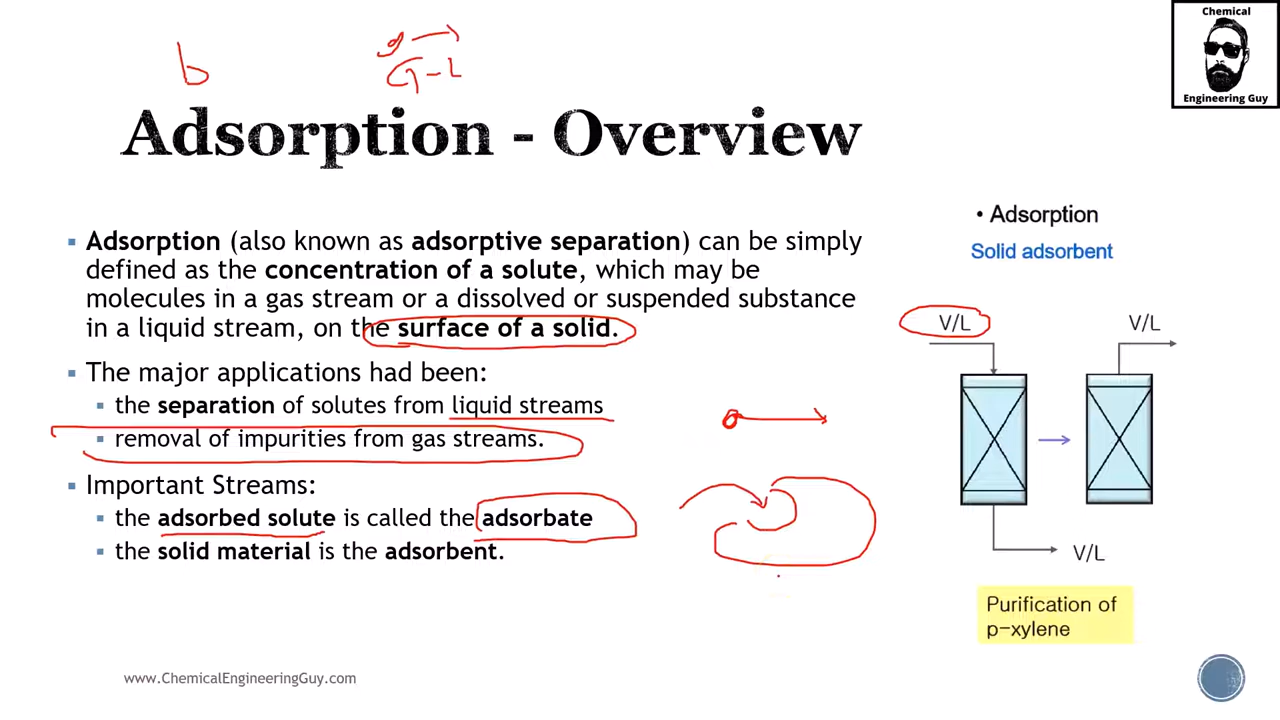 Chemical
Engineering Guy
b
g
G-L
Adsorption - Overview
▪ Adsorption (also known as adsorptive separation) can be simply
defined as the concentration of a solute, which may be
molecules in a gas stream or a dissolved or suspended substance
in a liquid stream, on the surface of a solid.
▪ The major applications had been:
▪ the separation of solutes from liquid streams
▪ removal of impurities from gas streams.
▪ Important Streams:
▪ the adsorbed solute is called the adsorbate
▪ the solid material is the adsorbent.
• Adsorption
Solid adsorbent
V/L
V/L
V/L
Purification of
p-xylene
www.ChemicalEngineeringGuy.com